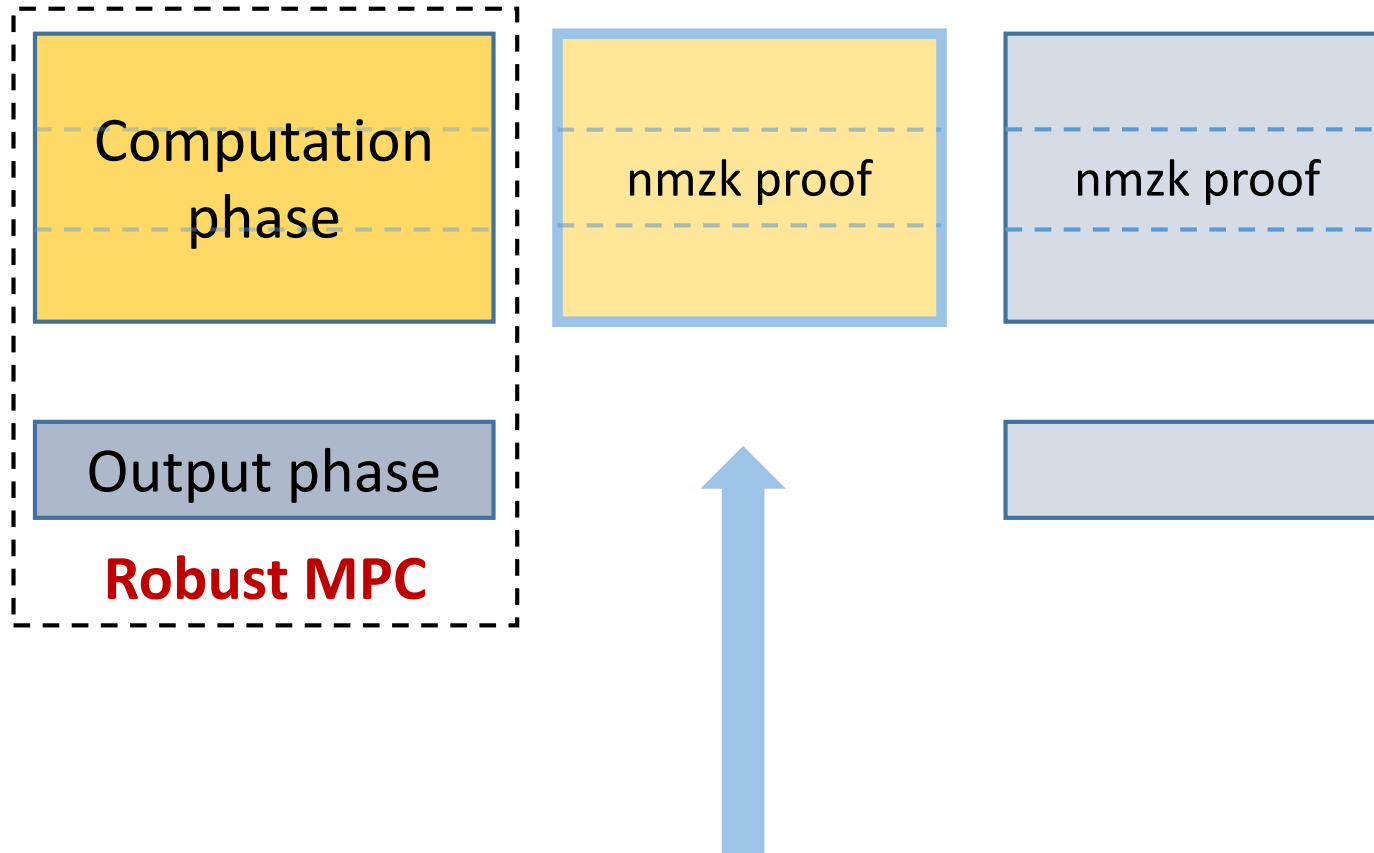 Computation
phase
nmzk proof
nmzk proof
Output phase
Robust MPC